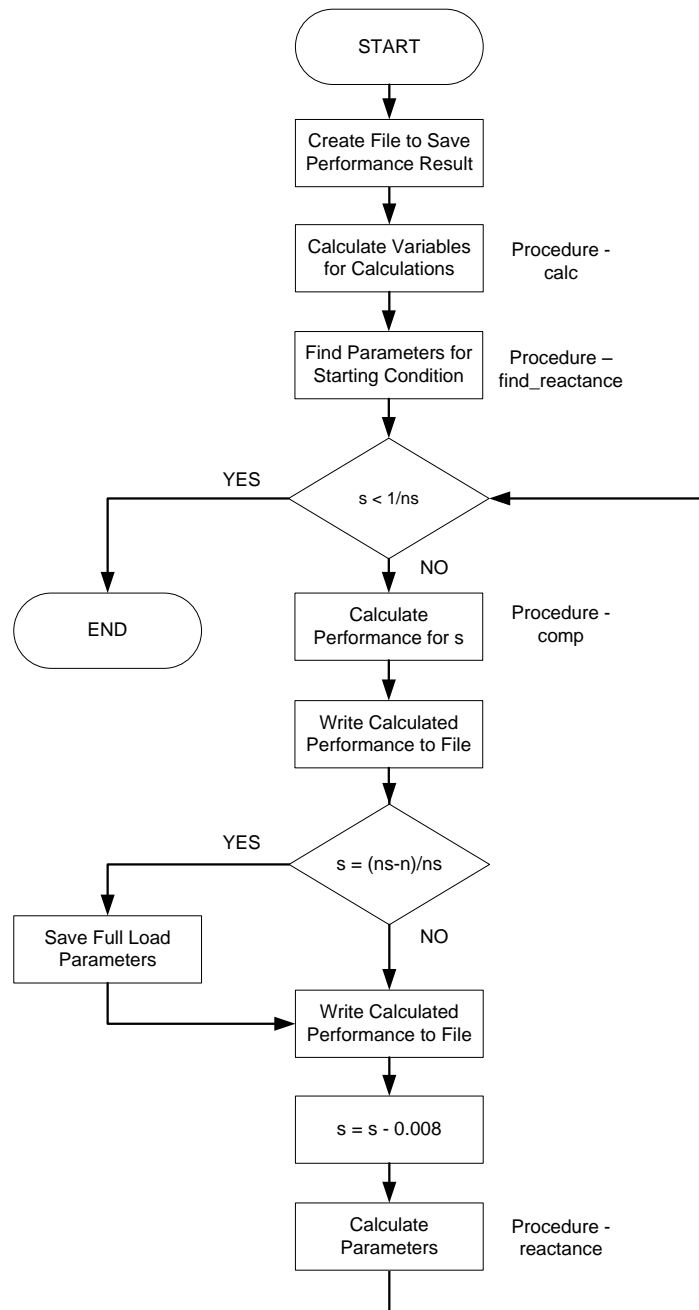 START
Create File to Save
Performance Result
Calculate Variables
for Calculations
Procedure -
calc
Find Parameters for
Starting Condition
Procedure –
find_reactance
YES
s < 1/ns
NO
END
Calculate
Performance for s
Procedure -
comp
Write Calculated
Performance to File
YES
s = (ns-n)/ns
NO
Save Full Load
Parameters
Write Calculated
Performance to File
s = s - 0.008
Calculate
Parameters
Procedure -
reactance